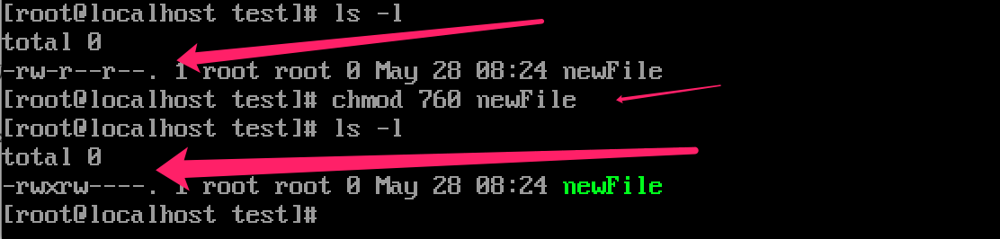 [root@localhost test]# ls -l
total 0
-rw-r--r--. 1 root root 0 May 28 08:24 newFile
[root@localhost test]# chmod 760 newFile
[root@localhost test]# ls -l
total 0
-rwxrw----. 1 root root 0 May 28 08:24 newFile
[root@localhost test]#